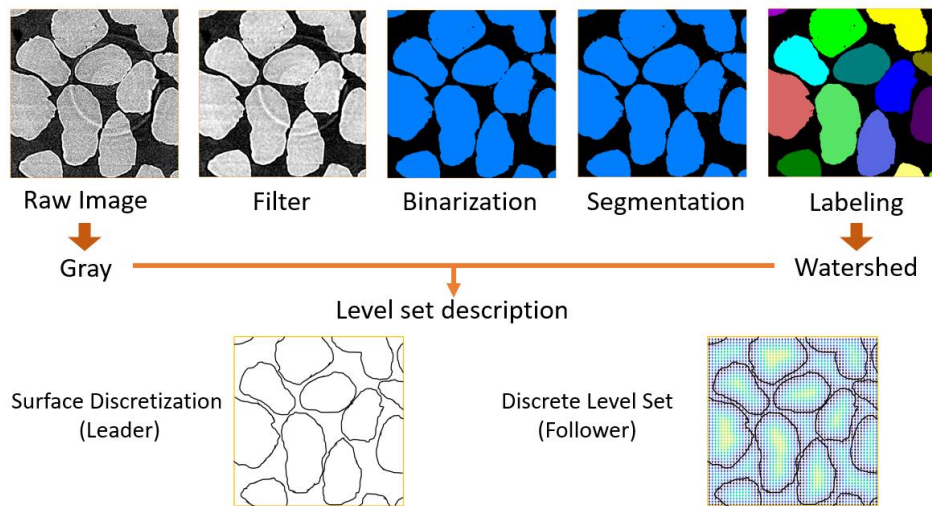 Raw Image
Filter
Binarization
Segmentation
Labeling
Gray
Watershed
Level set description
Surface Discretization
(Leader)
Discrete Level Set
(Follower)